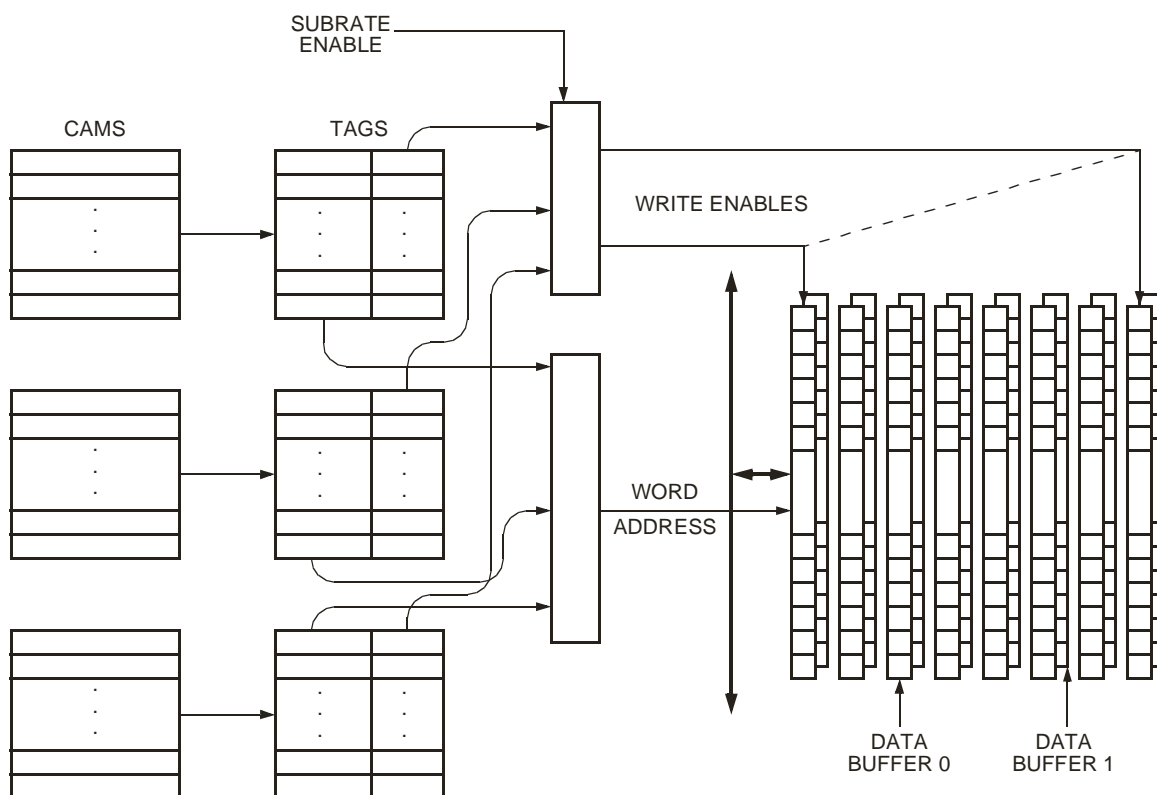 SUBRATE
ENABLE
CAMS
TAGS
WRITE ENABLES
WORD
ADDRESS
DATA
BUFFER 0
DATA
BUFFER 1